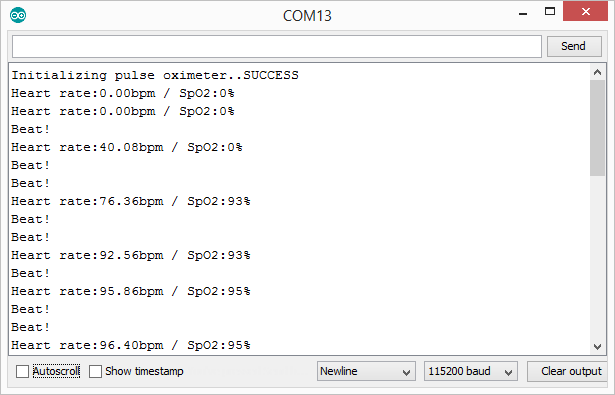 COM13
Send
Initializing pulse oximeter..SUCCESS
Heart rate:0.00bpm / SpO2:0%
Heart rate:0.00bpm / SpO2:0%
Beat!
Heart rate:40.08bpm / SpO2:0%
Beat!
Beat!
Heart rate:76.36bpm / SpO2:93%
Beat!
Beat!
Heart rate:92.56bpm / SpO2:93%
Beat!
Heart rate:95.86bpm / SpO2:95%
Beat!
Beat!
Heart rate:96.40bpm / SpO2:95%
Autoscroll Show timestamp Newline 115200 baud Clear output